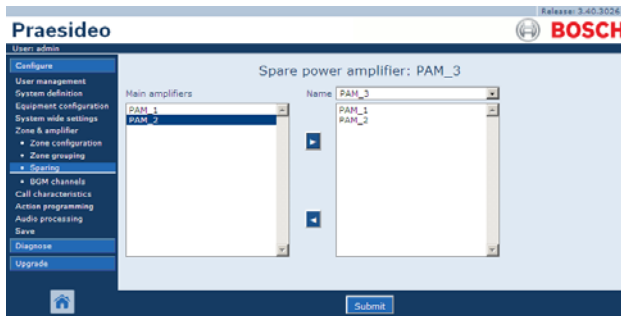 Release: 3.40.3026
Praesideo
BOSCH
User: admin
Configure
User management
System definition
Equipment configuration
System wide settings
Zone & amplifier
• Zone configuration
• Zone grouping
• Sparing
• BGM channels
Call characteristics
Action programming
Audio processing
Save
Diagnose
Upgrade
Spare power amplifier: PAM_3
Main amplifiers
PAM_1
PAM_2
Name PAM_3
PAM_1
PAM_2
Submit